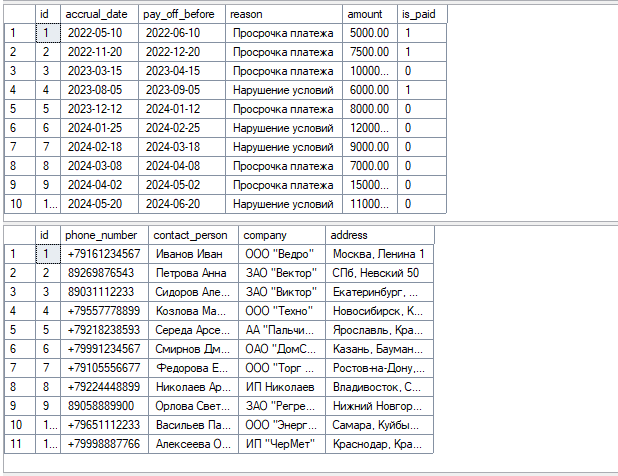 id accrual_date pay_off_before reason amount is_paid
1 1 2022-05-10 2022-06-10 Просрочка платежа 5000.00 1
2 2 2022-11-20 2022-12-20 Просрочка платежа 7500.00 1
3 3 2023-03-15 2023-04-15 Просрочка платежа 10000... 0
4 4 2023-08-05 2023-09-05 Нарушение условий 6000.00 1
5 5 2023-12-12 2024-01-12 Просрочка платежа 8000.00 0
6 6 2024-01-25 2024-02-25 Нарушение условий 12000... 0
7 7 2024-02-18 2024-03-18 Нарушение условий 9000.00 0
8 8 2024-03-08 2024-04-08 Просрочка платежа 7000.00 0
9 9 2024-04-02 2024-05-02 Просрочка платежа 15000... 0
10 1... 2024-05-20 2024-06-20 Нарушение условий 11000... 0
id phone_number contact_person company address
1 1 +79161234567 Иванов Иван ООО "Ведро" Москва, Ленина 1
2 2 89269876543 Петрова Анна ЗАО "Вектор" СПб, Невский 50
3 3 89031112233 Сидоров Але... ЗАО "Виктор" Екатеринбург, ...
4 4 +79557778899 Козлова Ма... ООО "Техно" Новосибирск, К...
5 5 +79218238593 Середа Арсе... АА "Пальчи... Ярославль, Кра...
6 6 +79991234567 Смирнов Дм... ОАО "ДомС... Казань, Бауман...
7 7 +79105556677 Федорова Е... ООО "Торг ... Ростов-на-Дону,...
8 8 +79224448899 Николаев Ар... ИП Николаев Владивосток, С...
9 9 89058889900 Орлова Свет... ЗАО "Регре... Нижний Новгор...
10 1... +79651112233 Васильев Па... ООО "Энерг... Самара, Куйбы...
11 1... +79998887766 Алексеева О... ИП "ЧерМет" Краснодар, Кра...